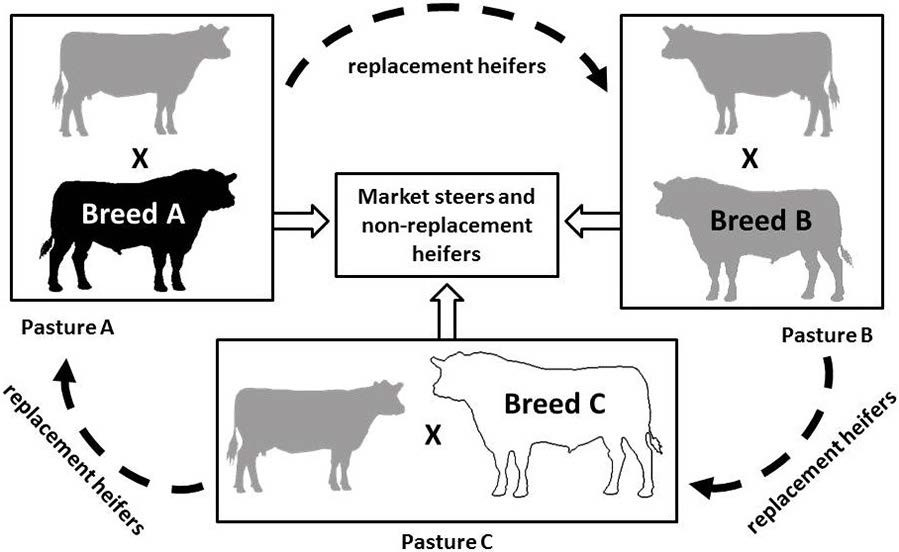 replacement heifers
X
Breed A
Market steers and
non-replacement
heifers
X
Breed B
Pasture A
Pasture B
replacement heifers
X
Breed C
replacement heifers
Pasture C